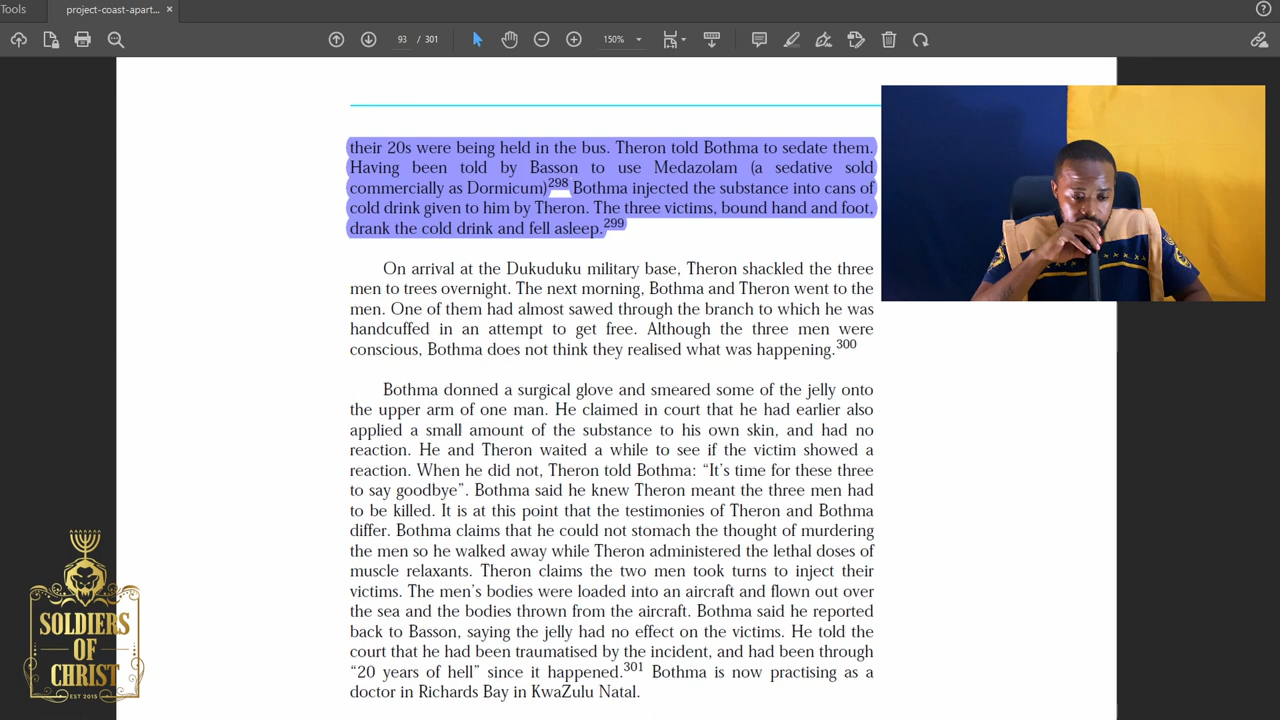 Tools
project-coast-apart... ×
93 / 301
150%
their 20s were being held in the bus. Theron told Bothma to sedate them.
Having been told by Basson to use Medazolam (a sedative sold
commercially as Dormicum)298 Bothma injected the substance into cans of
cold drink given to him by Theron. The three victims, bound hand and foot,
drank the cold drink and fell asleep.299
On arrival at the Dukuduku military base, Theron shackled the three
men to trees overnight. The next morning, Bothma and Theron went to the
men. One of them had almost sawed through the branch to which he was
handcuffed in an attempt to get free. Although the three men were
conscious, Bothma does not think they realised what was happening.300
Bothma donned a surgical glove and smeared some of the jelly onto
the upper arm of one man. He claimed in court that he had earlier also
applied a small amount of the substance to his own skin, and had no
reaction. He and Theron waited a while to see if the victim showed a
reaction. When he did not, Theron told Bothma: “It’s time for these three
to say goodbye”. Bothma said he knew Theron meant the three men had
to be killed. It is at this point that the testimonies of Theron and Bothma
differ. Bothma claims that he could not stomach the thought of murdering
the men so he walked away while Theron administered the lethal doses of
muscle relaxants. Theron claims the two men took turns to inject their
victims. The men’s bodies were loaded into an aircraft and flown out over
the sea and the bodies thrown from the aircraft. Bothma said he reported
back to Basson, saying the jelly had no effect on the victims. He told the
court that he had been traumatised by the incident, and had been through
“20 years of hell” since it happened.301 Bothma is now practising as a
doctor in Richards Bay in KwaZulu Natal.
SOLDIERS
OF
CHRIST
EST 2015